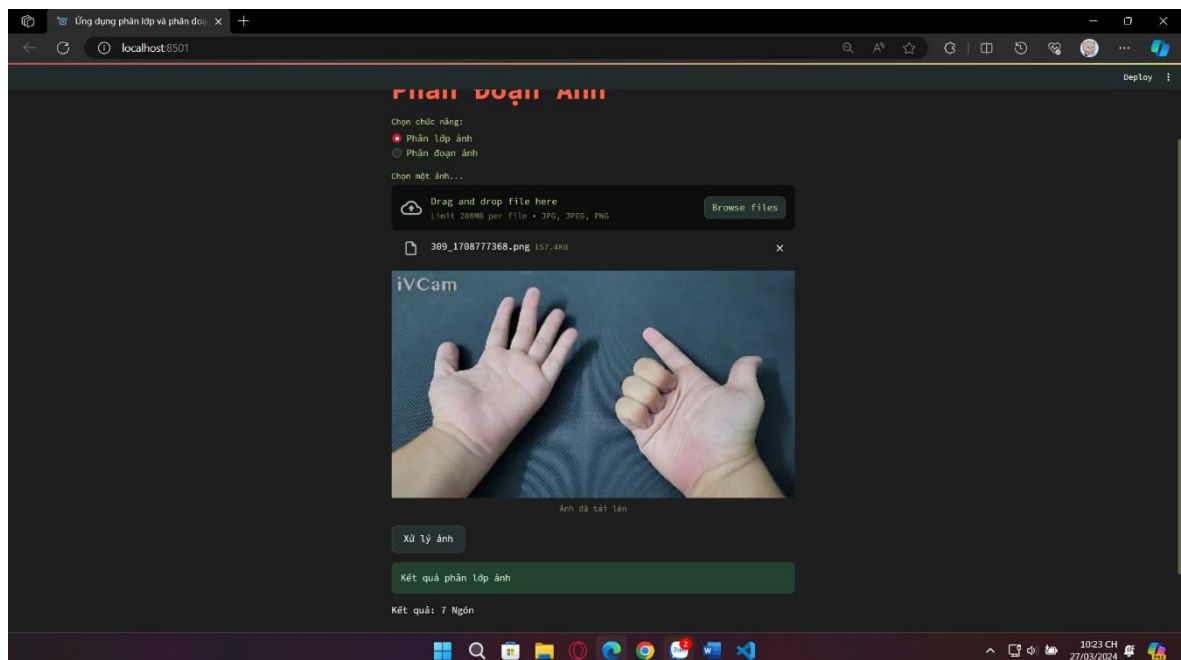 Ứng dụng phân lớp và phân đoạ
localhost:8501
Deploy
Phân Đoạn Ảnh
Chọn chức năng:
Phân lớp ảnh
Phân đoạn ảnh
Chọn một ảnh...
Drag and drop file here
Browse files
Limit 200MB per file • JPG, JPEG, PNG
309_1708777368.png 157.4KB
iVCam
Ảnh đã tải lên
Xử lý ảnh
Kết quả phân lớp ảnh
Kết quả: 7 Ngón
10:23 CH
27/03/2024